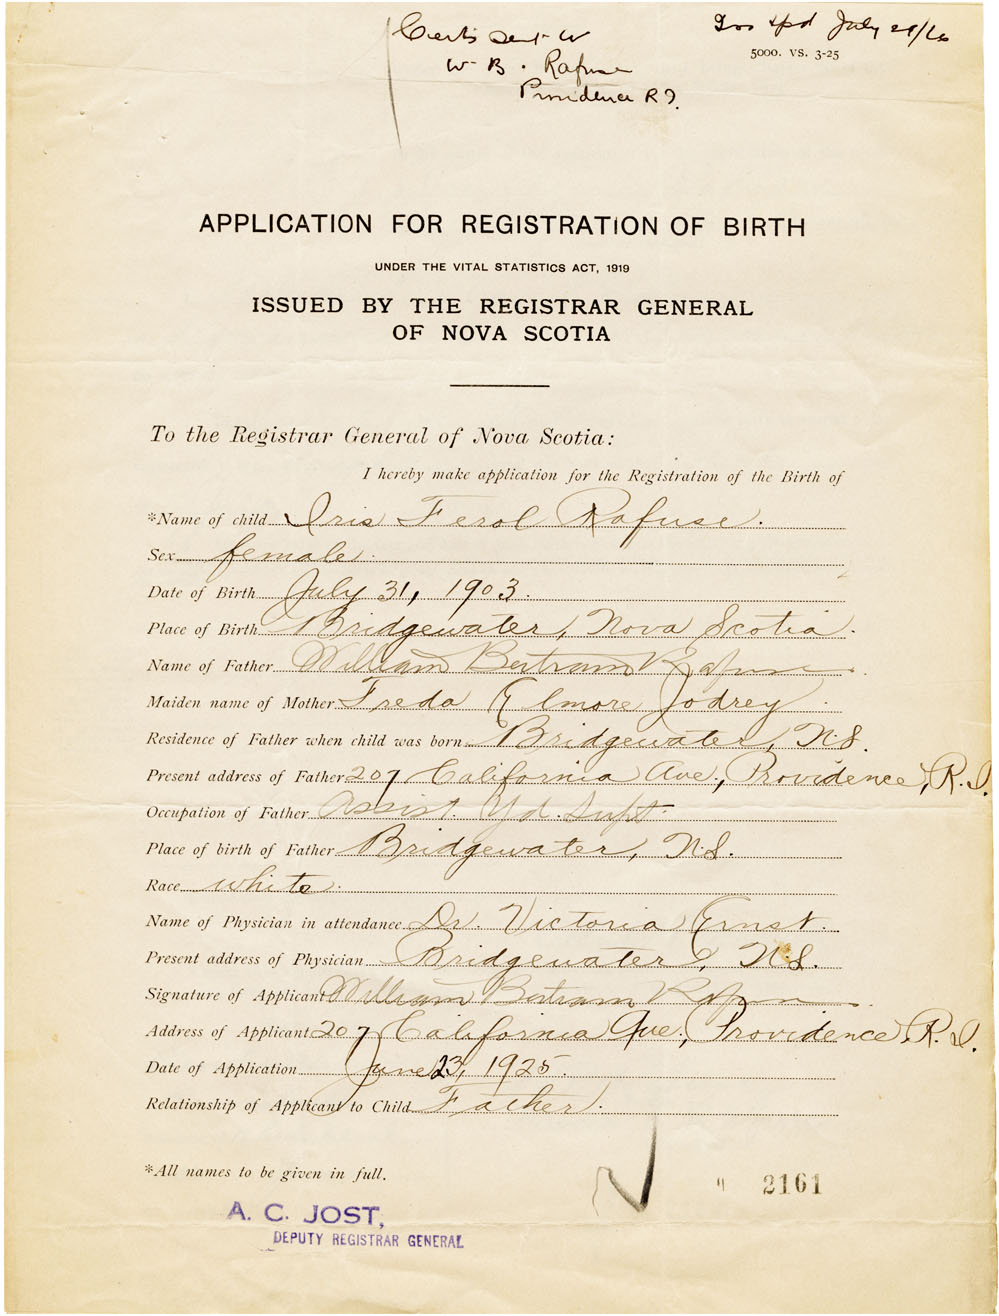 Certs sent to
W. B. Rafuse
Providence R.I.
July 28/26
5000. VS. 3-25
APPLICATION FOR REGISTRATION OF BIRTH
UNDER THE VITAL STATISTICS ACT, 1919
ISSUED BY THE REGISTRAR GENERAL
OF NOVA SCOTIA
To the Registrar General of Nova Scotia:
I hereby make application for the Registration of the Birth of
*Name of child Iris Ferol Rafuse.
Sex female.
Date of Birth July 31, 1903.
Place of Birth Bridgewater, Nova Scotia.
Name of Father William Bertram Rafuse
Maiden name of Mother Freda Elmore Jodrey.
Residence of Father when child was born Bridgewater, N.S.
Present address of Father 207 California Ave., Providence, R.I.
Occupation of Father Assist. Yd. Supt.
Place of birth of Father Bridgewater, N.S.
Race white.
Name of Physician in attendance Dr. Victoria Ernst.
Present address of Physician Bridgewater, N.S.
Signature of Applicant William Bertram Rafuse
Address of Applicant 207 California Ave., Providence, R.I.
Date of Application June 23, 1925.
Relationship of Applicant to Child Father.
*All names to be given in full.
2161
A. C. JOST,
DEPUTY REGISTRAR GENERAL